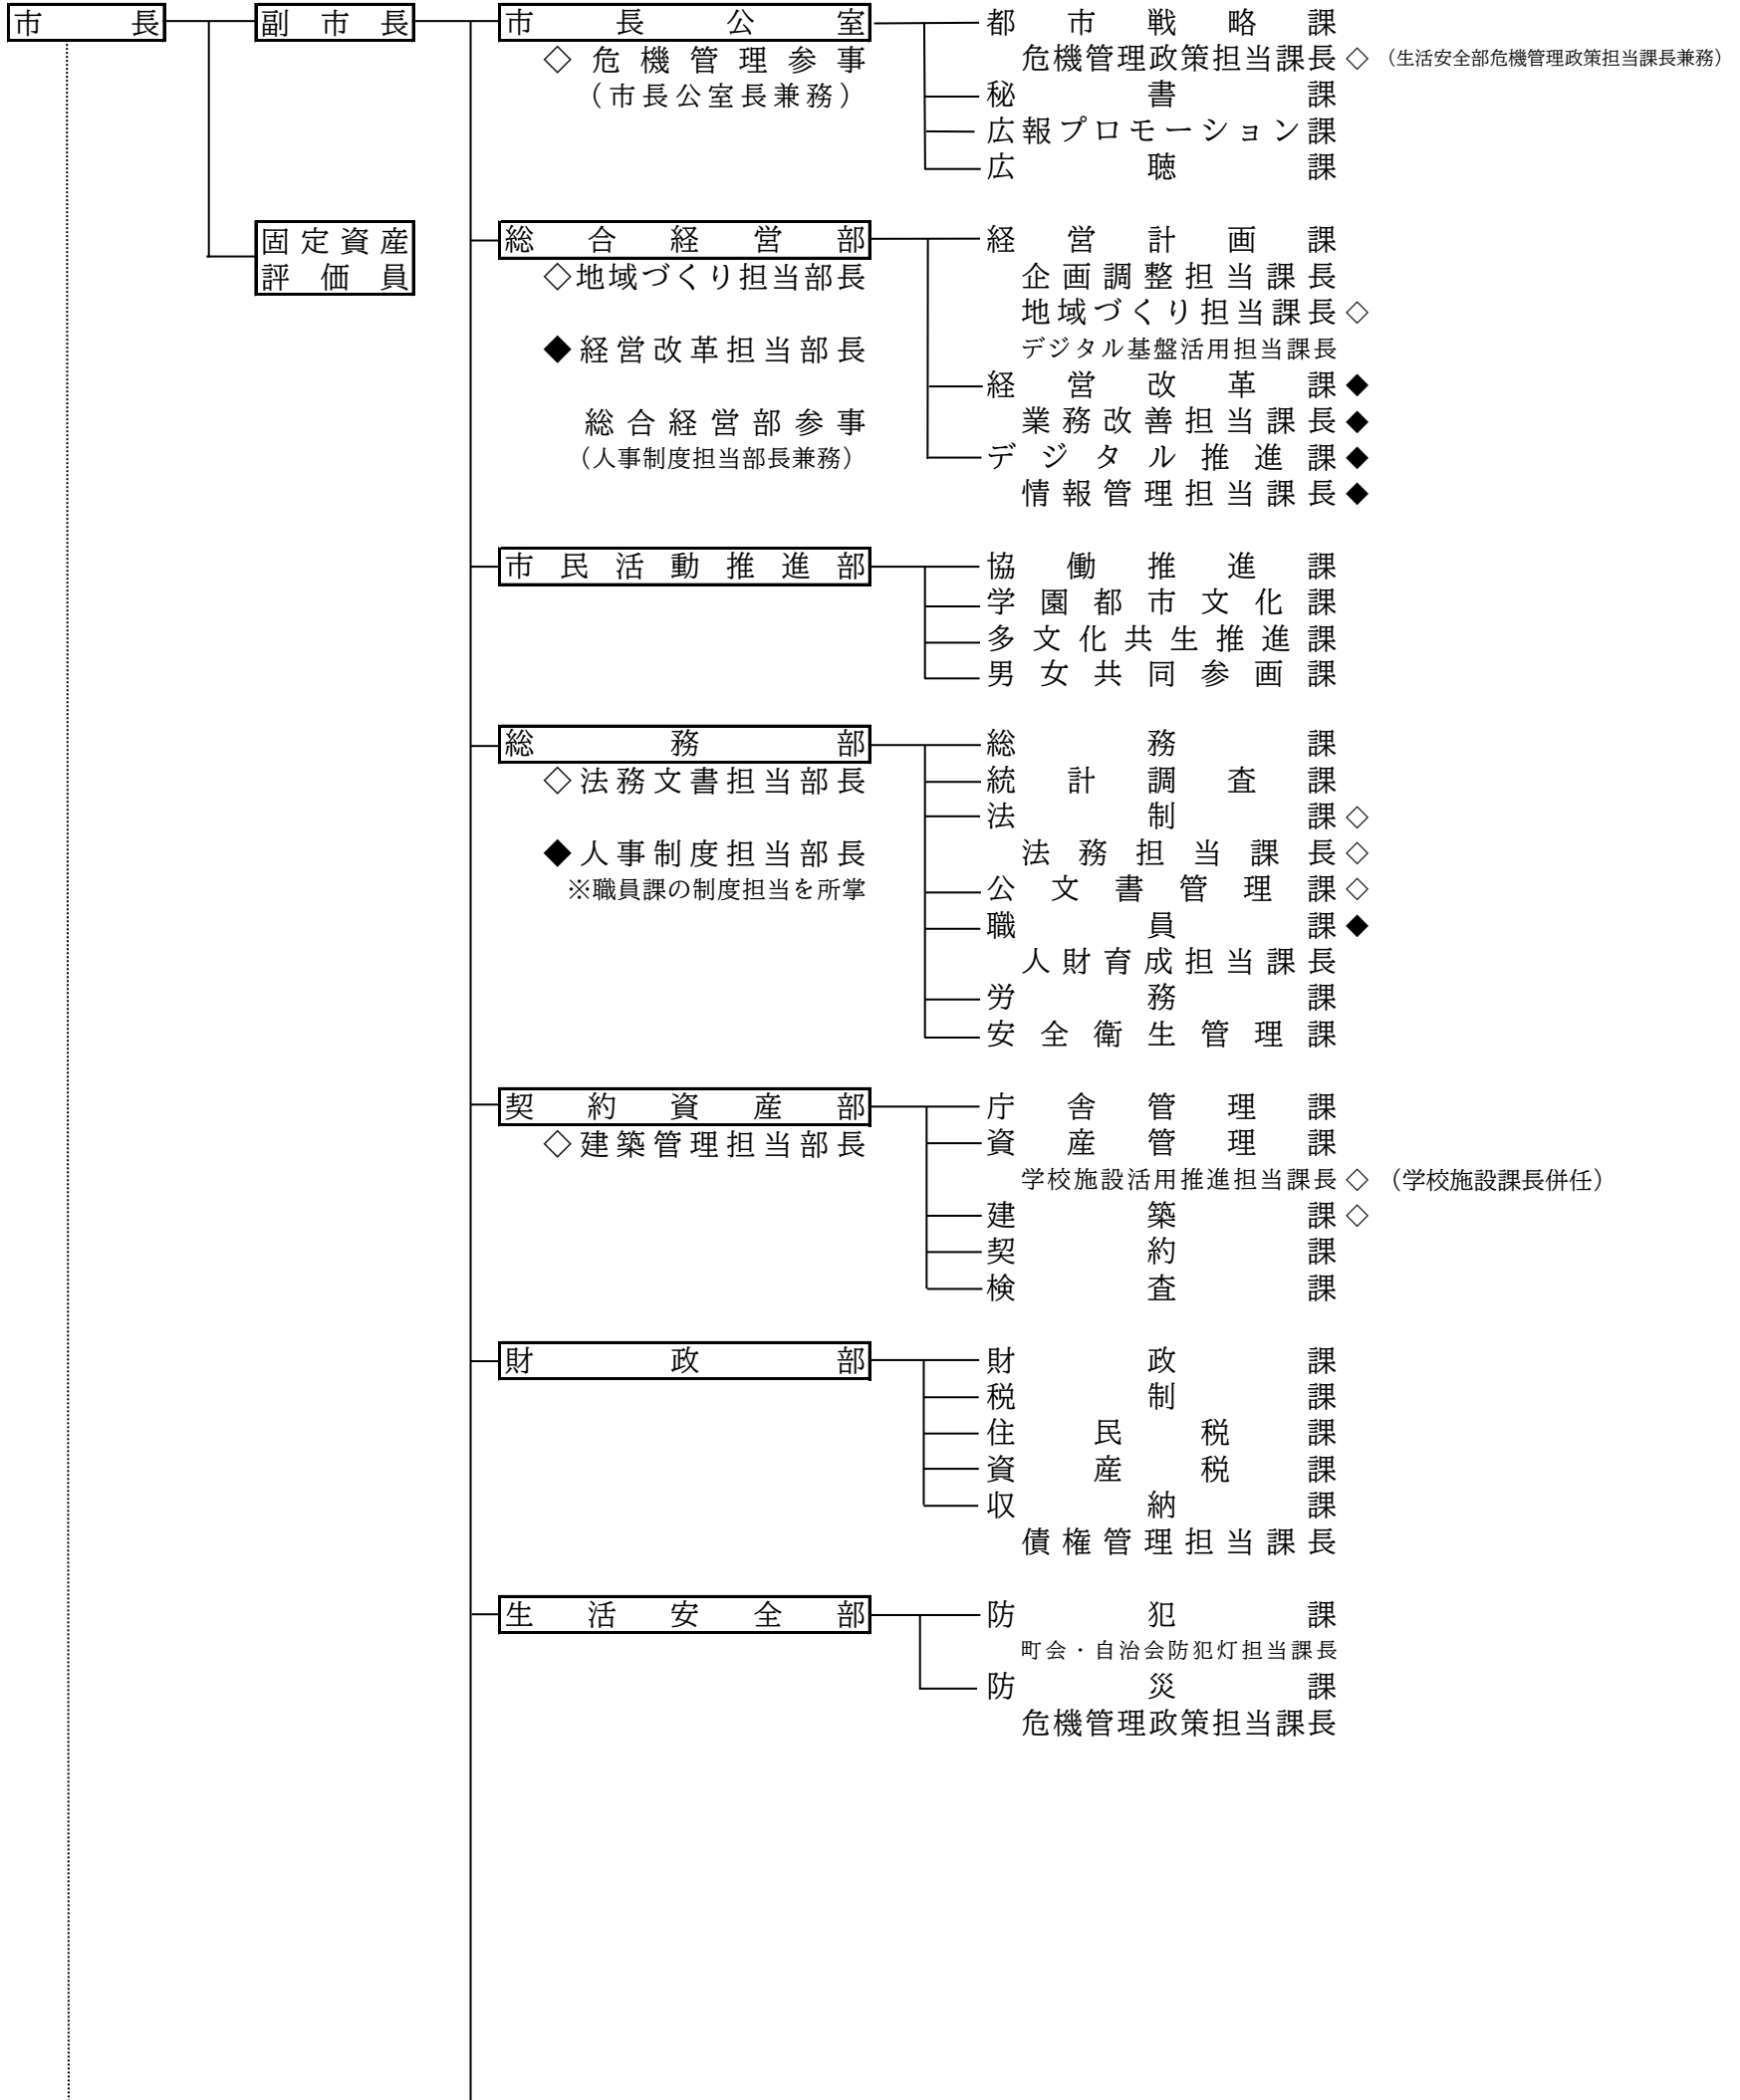 市長
副市長
固定資産
評価員
市長公室
◇危機管理参事
（市長公室長兼務）
都市戦略課
危機管理政策担当課長◇（生活安全部危機管理政策担当課長兼務）
秘書課
広報プロモーション課
広聴課
総合経営部
◇地域づくり担当部長
◆経営改革担当部長
総合経営部参事
（人事制度担当部長兼務）
経営計画課
企画調整担当課長
地域づくり担当課長◇
デジタル基盤活用担当課長
経営改革課◆
業務改善担当課長◆
デジタル推進課◆
情報管理担当課長◆
市民活動推進部
協働推進課
学園都市文化課
多文化共生推進課
男女共同参画課
総務部
◇法務文書担当部長
◆人事制度担当部長
※職員課の制度担当を所掌
総務課
統計調査課
法制課◇
法務担当課長◇
公文書管理課◇
職員課◆
人財育成担当課長
労務課
安全衛生管理課
契約資産部
◇建築管理担当部長
庁舎管理課
資産管理課
学校施設活用推進担当課長◇（学校施設課長併任）
建築課◇
契約課
検査課
財政部
財政課
税制課
住民税課
資産税課
収納課
債権管理担当課長
生活安全部
防犯課
町会・自治会防犯灯担当課長
防災課
危機管理政策担当課長